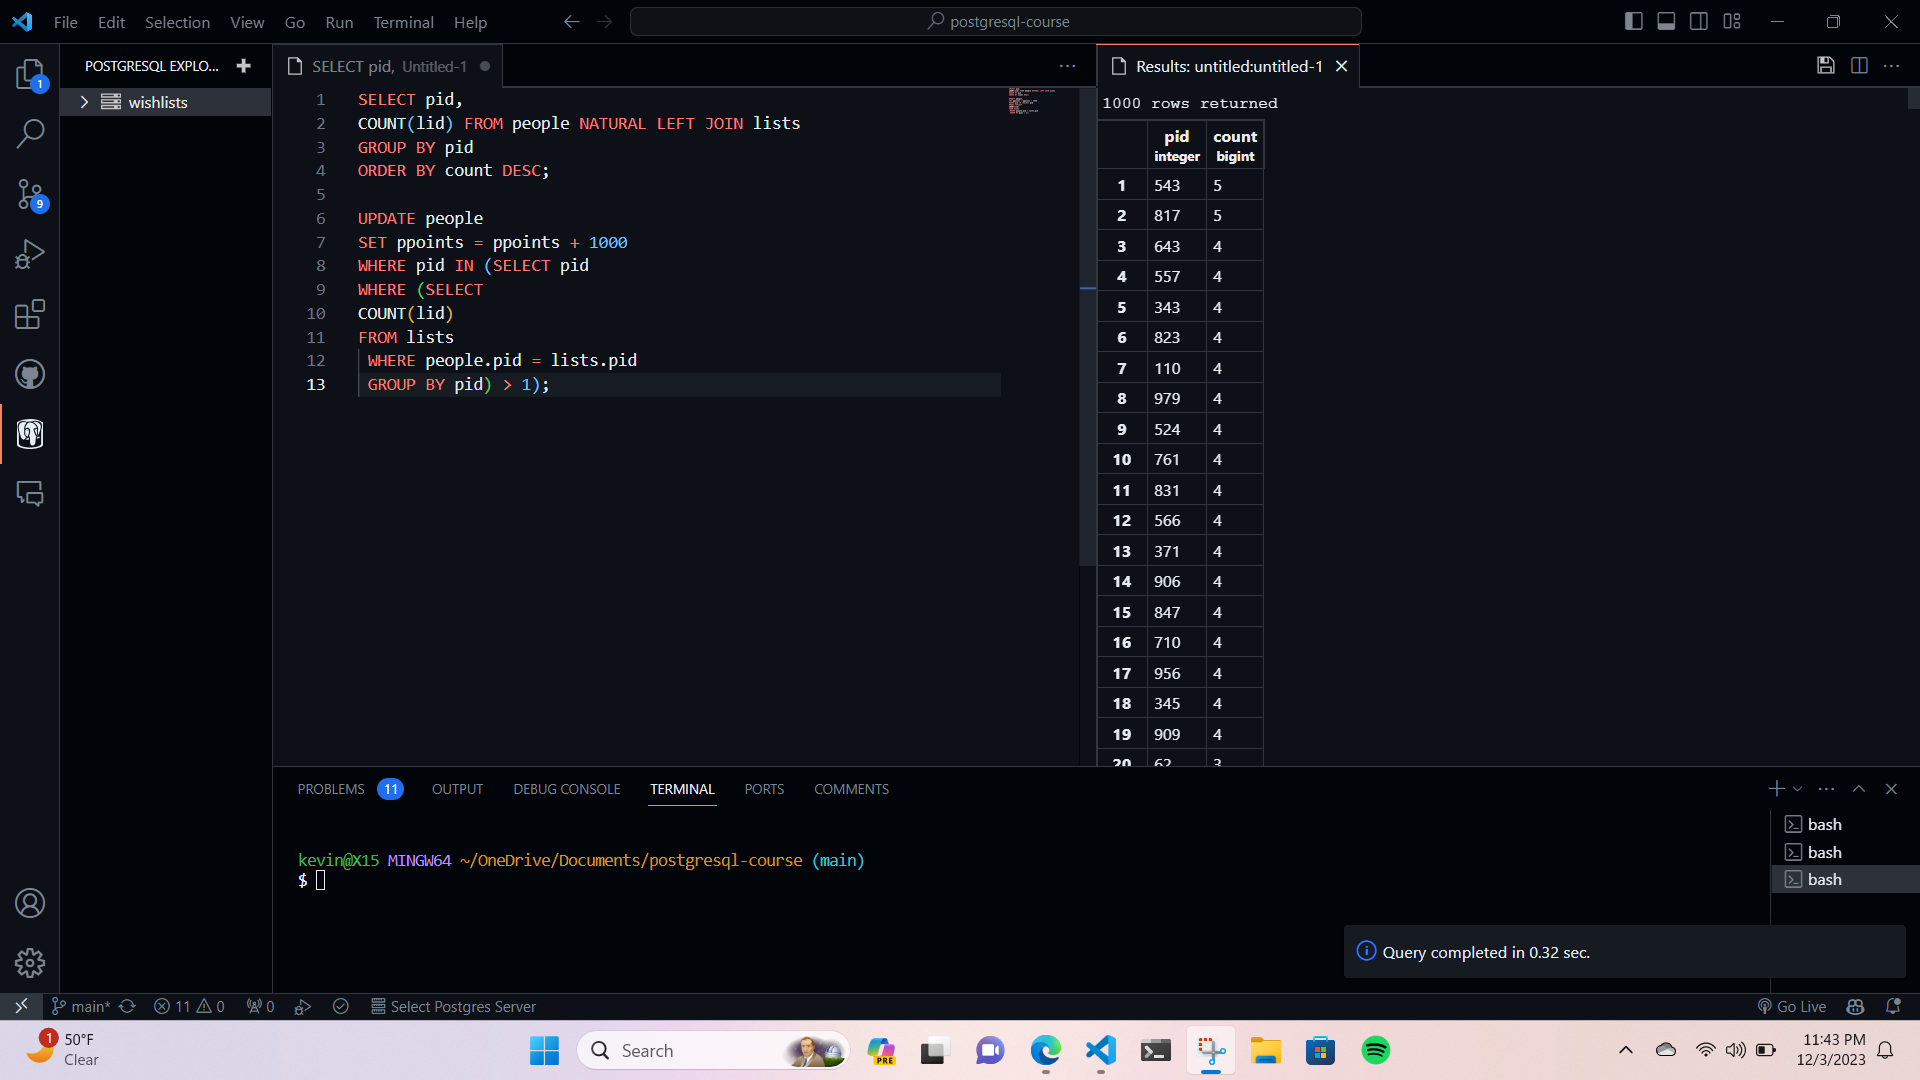 File Edit Selection View Go Run Terminal Help
postgresql-course
POSTGRESQL EXPLO...
wishlists
1
9
SELECT pid, Untitled-1
Results: untitled:untitled-1
1 SELECT pid,
2 COUNT(lid) FROM people NATURAL LEFT JOIN lists
3 GROUP BY pid
4 ORDER BY count DESC;
5
6 UPDATE people
7 SET ppoints = ppoints + 1000
8 WHERE pid IN (SELECT pid
9 WHERE (SELECT
10 COUNT(lid)
11 FROM lists
12 WHERE people.pid = lists.pid
13 GROUP BY pid) > 1);
1000 rows returned
pid count
integer bigint
1 543 5
2 817 5
3 643 4
4 557 4
5 343 4
6 823 4
7 110 4
8 979 4
9 524 4
10 761 4
11 831 4
12 566 4
13 371 4
14 906 4
15 847 4
16 710 4
17 956 4
18 345 4
19 909 4
20 62 3
PROBLEMS 11 OUTPUT DEBUG CONSOLE TERMINAL PORTS COMMENTS
kevin@X15 MINGW64 ~/OneDrive/Documents/postgresql-course (main)
$
bash
bash
bash
Query completed in 0.32 sec.
main* 11 0 0 Select Postgres Server
Go Live
1
50°F
Clear
Search
PRE
11:43 PM
12/3/2023